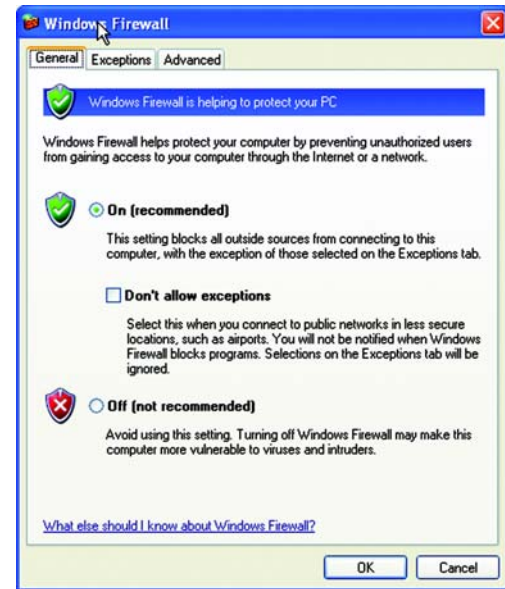 Windows Firewall
General Exceptions Advanced
Windows Firewall is helping to protect your PC
Windows Firewall helps protect your computer by preventing unauthorized users
from gaining access to your computer through the Internet or a network.
On (recommended)
This setting blocks all outside sources from connecting to this
computer, with the exception of those selected on the Exceptions tab.
Don't allow exceptions
Select this when you connect to public networks in less secure
locations, such as airports. You will not be notified when Windows
Firewall blocks programs. Selections on the Exceptions tab will be
ignored.
Off (not recommended)
Avoid using this setting. Turning off Windows Firewall may make this
computer more vulnerable to viruses and intruders.
What else should I know about Windows Firewall?
OK Cancel